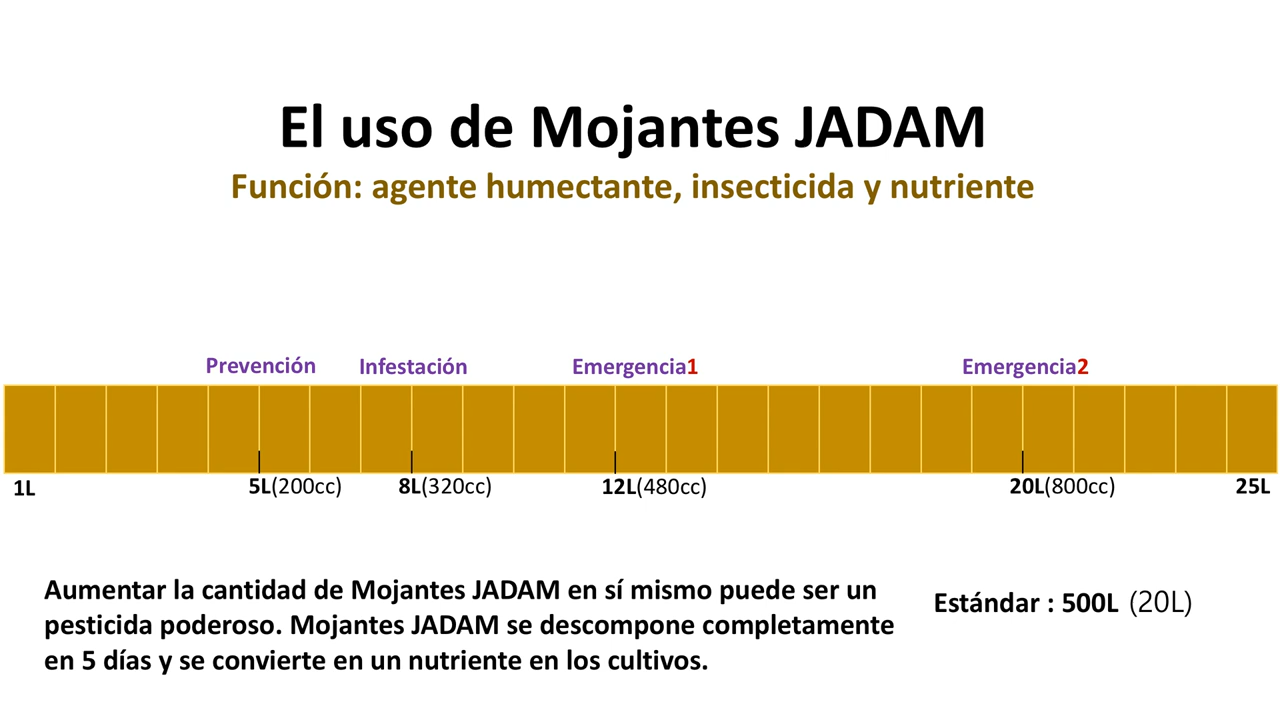 El uso de Mojantes JADAM
Función: agente humectante, insecticida y nutriente
Prevención Infestación Emergencia1 Emergencia2
1L 5L(200cc) 8L(320cc) 12L(480cc) 20L(800cc) 25L
Aumentar la cantidad de Mojantes JADAM en sí mismo puede ser un
pesticida poderoso. Mojantes JADAM se descompone completamente
en 5 días y se convierte en un nutriente en los cultivos.
Estándar : 500L (20L)